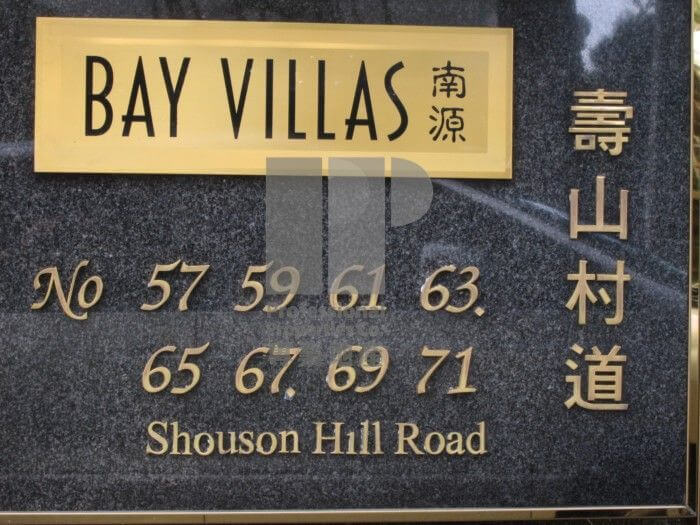 BAY VILLAS 南源
壽山村道
No 57 59 61 63.
65 67. 69 71
Shouson Hill Road